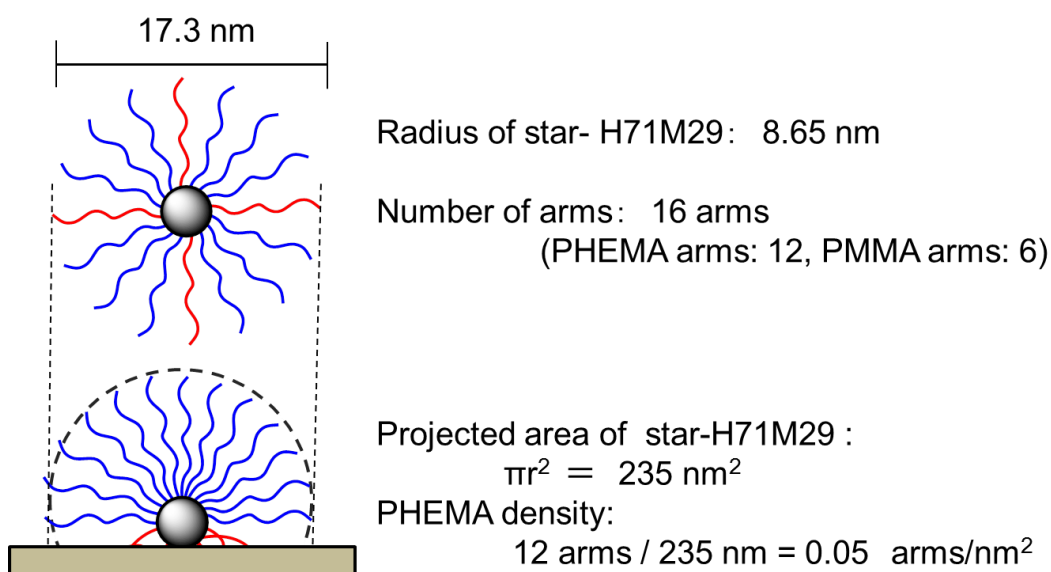 17.3 nm
Radius of star- H71M29: 8.65 nm
Number of arms: 16 arms
(PHEMA arms: 12, PMMA arms: 6)
Projected area of star-H71M29 :
πr² = 235 nm²
PHEMA density:
12 arms / 235 nm = 0.05 arms/nm²